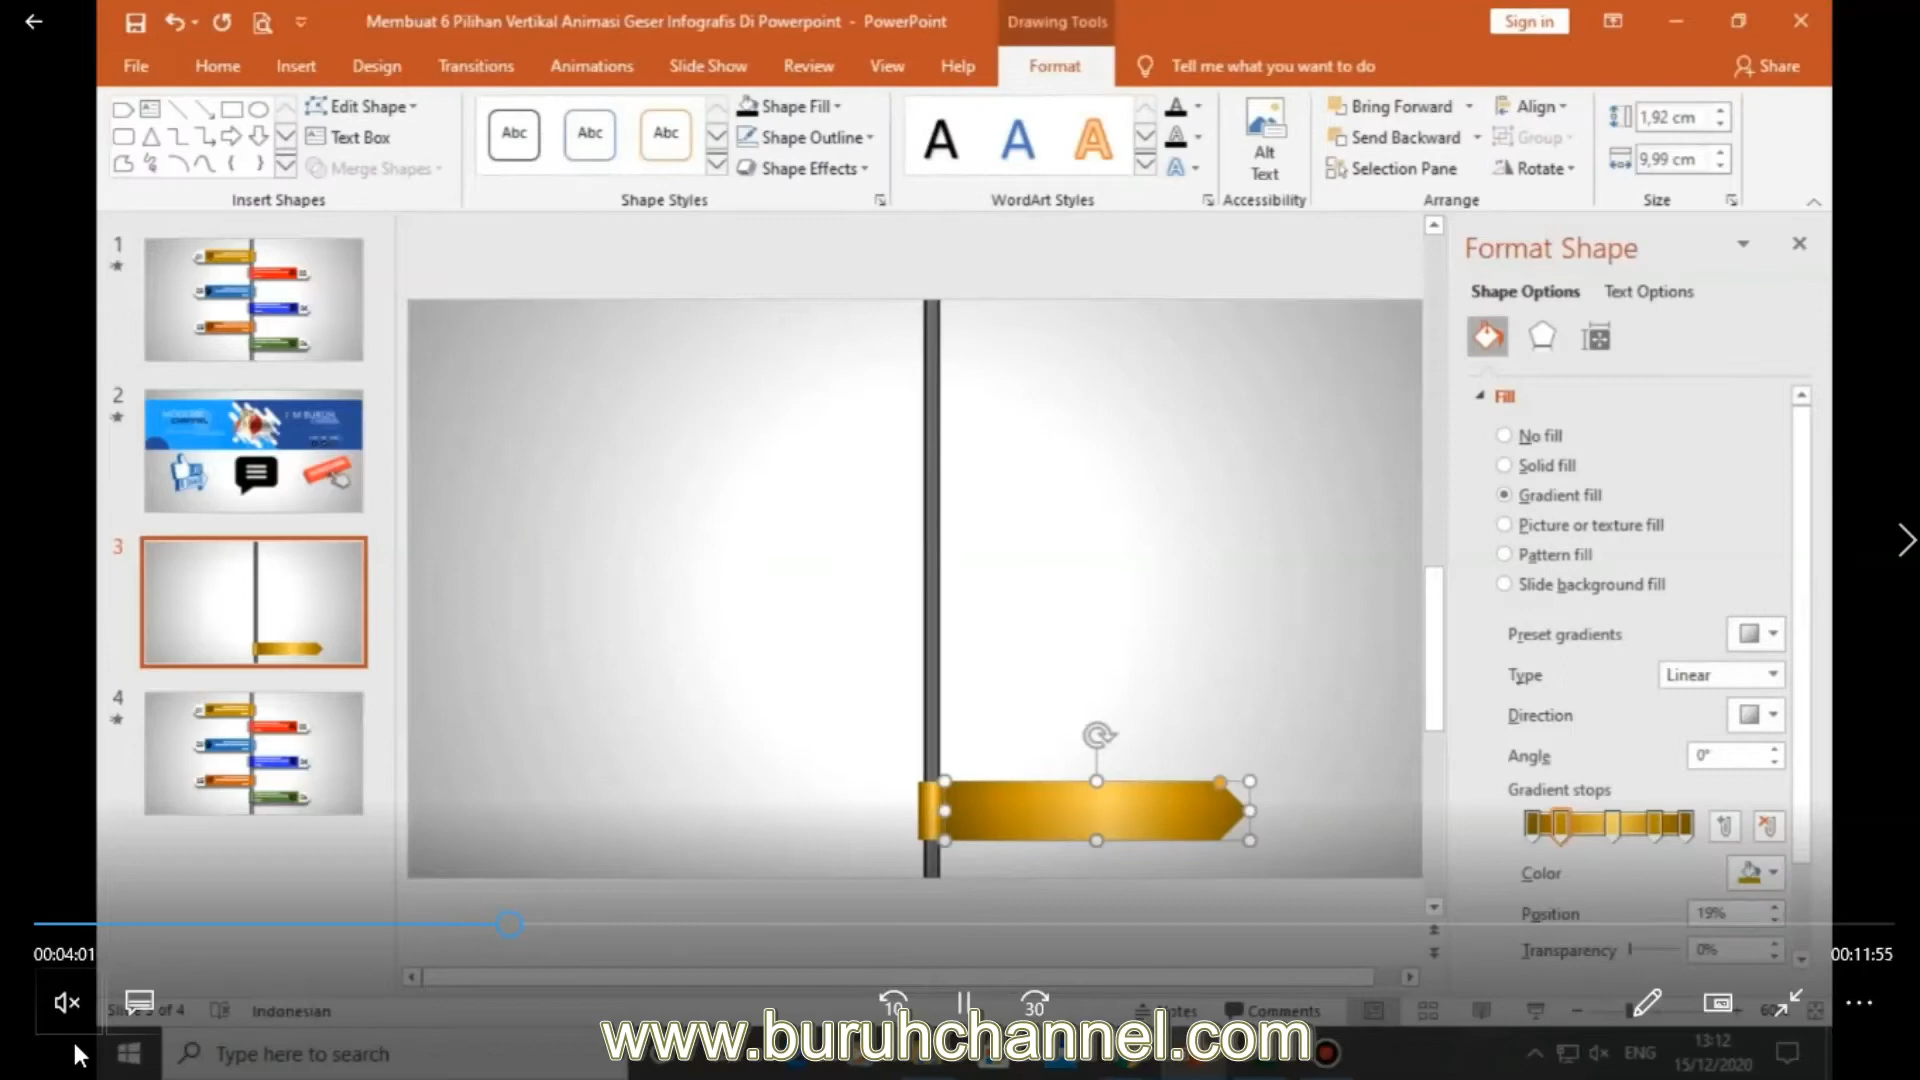 Membuat 6 Pilihan Vertikal Animasi Geser Infografis Di Powerpoint - PowerPoint
Drawing Tools
Sign in
File Home Insert Design Transitions Animations Slide Show Review View Help Format Tell me what you want to do Share
Edit Shape
Text Box
Merge Shapes
Insert Shapes
Abc Abc Abc
Shape Fill
Shape Outline
Shape Effects
Shape Styles
A A A
A
A
A
WordArt Styles
Alt
Text
Accessibility
Bring Forward
Send Backward
Selection Pane
Align
Group
Rotate
Arrange
1,92 cm
9,99 cm
Size
1
2
3
4
Format Shape
Shape Options Text Options
Fill
No fill
Solid fill
Gradient fill
Picture or texture fill
Pattern fill
Slide background fill
Preset gradients
Type Linear
Direction
Angle 0°
Gradient stops
Color
Position 19%
Transparency 0%
00:04:01
00:11:55
10
30
of 4 Indonesian
Comments
www.buruhchannel.com
Type here to search
ENG
13:12
15/12/2020